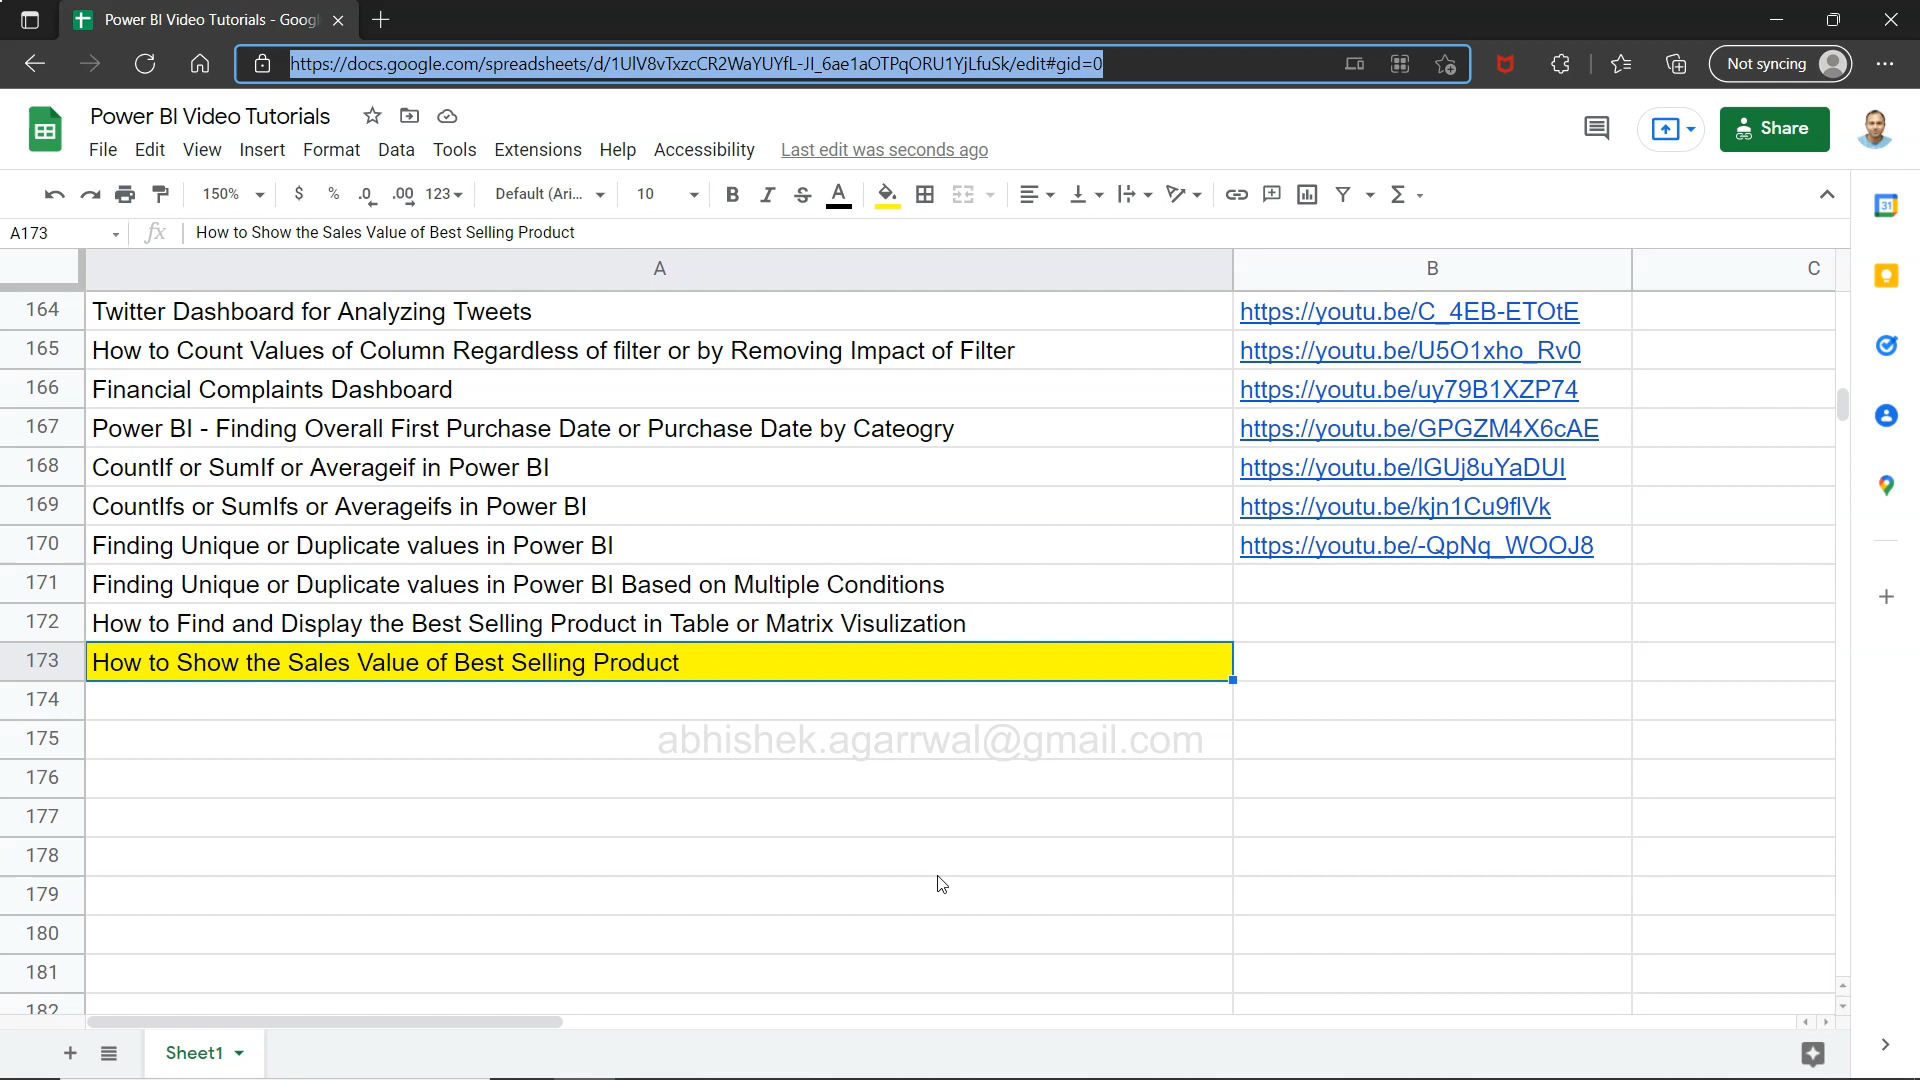 Power BI Video Tutorials - Goog
https://docs.google.com/spreadsheets/d/1UlV8vTxzcCR2WaYUYfL-JI_6ae1aOTPqORU1YjLfuSk/edit#gid=0
Not syncing
Power BI Video Tutorials
File Edit View Insert Format Data Tools Extensions Help Accessibility Last edit was seconds ago
Share
150% $ % .0 .00 123 Default (Ari... 10 B I S A Σ
31
A173 fx How to Show the Sales Value of Best Selling Product
A B C
164 Twitter Dashboard for Analyzing Tweets https://youtu.be/C_4EB-ETOtE
165 How to Count Values of Column Regardless of filter or by Removing Impact of Filter https://youtu.be/U5O1xho_Rv0
166 Financial Complaints Dashboard https://youtu.be/uy79B1XZP74
167 Power BI - Finding Overall First Purchase Date or Purchase Date by Cateogry https://youtu.be/GPGZM4X6cAE
168 CountIf or SumIf or Averageif in Power BI https://youtu.be/lGUj8uYaDUI
169 CountIfs or SumIfs or Averageifs in Power BI https://youtu.be/kjn1Cu9flVk
170 Finding Unique or Duplicate values in Power BI https://youtu.be/-QpNq_WOOJ8
171 Finding Unique or Duplicate values in Power BI Based on Multiple Conditions
172 How to Find and Display the Best Selling Product in Table or Matrix Visulization
173 How to Show the Sales Value of Best Selling Product
174
175 abhishek.agarrwal@gmail.com
176
177
178
179
180
181
182
Sheet1